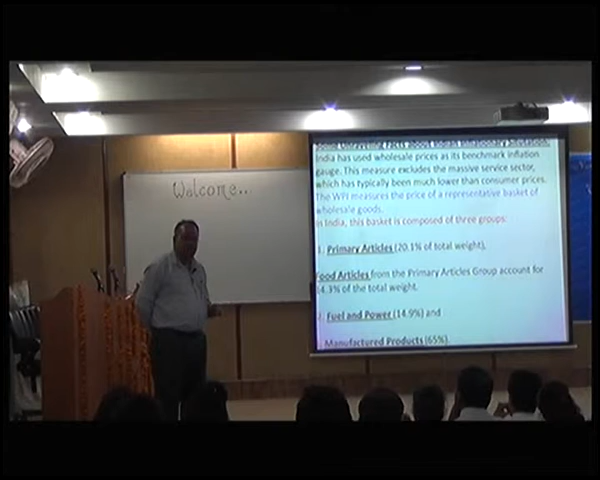 Welcome..
India has used wholesale prices as its benchmark inflation
gauge. This measure excludes the massive service sector,
which has typically been much lower than consumer prices.
The WPI measures the price of a representative basket of
wholesale goods.
In India, this basket is composed of three groups:
1. Primary Articles (20.1% of total weight),
Food Articles from the Primary Articles Group account for
14.3% of the total weight.
2. Fuel and Power (14.9%) and
Manufactured Products (65%)